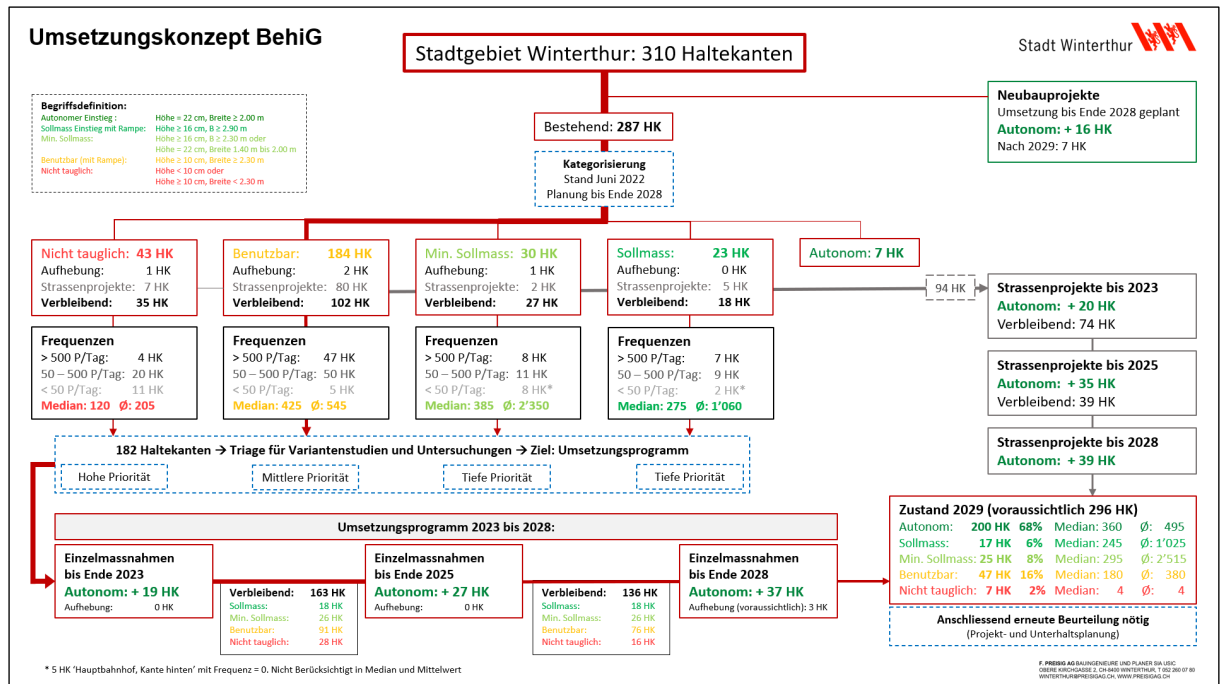 Umsetzungskonzept BehiG
Stadtgebiet Winterthur: 310 Haltekanten
Stadt Winterthur
Begriffsdefinition:
Autonomer Einstieg : Höhe = 22 cm, Breite ≥ 2.00 m
Sollmass Einstieg mit Rampe: Höhe ≥ 16 cm, B ≥ 2.90 m
Min. Sollmass: Höhe ≥ 16 cm, B ≥ 2.30 m oder
Höhe = 22 cm, Breite 1.40 m bis 2.00 m
Benutzbar (mit Rampe): Höhe ≥ 10 cm, Breite ≥ 2.30 m
Nicht tauglich: Höhe < 10 cm oder
Höhe ≥ 10 cm, Breite < 2.30 m
Bestehend: 287 HK
Kategorisierung
Stand Juni 2022
Planung bis Ende 2028
Neubauprojekte
Umsetzung bis Ende 2028 geplant
Autonom: + 16 HK
Nach 2029: 7 HK
Nicht tauglich: 43 HK
Aufhebung: 1 HK
Strassenprojekte: 7 HK
Verbleibend: 35 HK
Benutzbar: 184 HK
Aufhebung: 2 HK
Strassenprojekte: 80 HK
Verbleibend: 102 HK
Min. Sollmass: 30 HK
Aufhebung: 1 HK
Strassenprojekte: 2 HK
Verbleibend: 27 HK
Sollmass: 23 HK
Aufhebung: 0 HK
Strassenprojekte: 5 HK
Verbleibend: 18 HK
Autonom: 7 HK
94 HK
Frequenzen
> 500 P/Tag: 4 HK
50 – 500 P/Tag: 20 HK
< 50 P/Tag: 11 HK
Median: 120 Ø: 205
Frequenzen
> 500 P/Tag: 47 HK
50 – 500 P/Tag: 50 HK
< 50 P/Tag: 5 HK
Median: 425 Ø: 545
Frequenzen
> 500 P/Tag: 8 HK
50 – 500 P/Tag: 11 HK
< 50 P/Tag: 8 HK*
Median: 385 Ø: 2'350
Frequenzen
> 500 P/Tag: 7 HK
50 – 500 P/Tag: 9 HK
< 50 P/Tag: 2 HK*
Median: 275 Ø: 1'060
Strassenprojekte bis 2023
Autonom: + 20 HK
Verbleibend: 74 HK
Strassenprojekte bis 2025
Autonom: + 35 HK
Verbleibend: 39 HK
Strassenprojekte bis 2028
Autonom: + 39 HK
182 Haltekanten → Triage für Variantenstudien und Untersuchungen → Ziel: Umsetzungsprogramm
Hohe Priorität
Mittlere Priorität
Tiefe Priorität
Tiefe Priorität
Umsetzungsprogramm 2023 bis 2028:
Einzelmassnahmen
bis Ende 2023
Autonom: + 19 HK
Aufhebung: 0 HK
Verbleibend: 163 HK
Sollmass: 18 HK
Min. Sollmass: 26 HK
Benutzbar: 91 HK
Nicht tauglich: 28 HK
Einzelmassnahmen
bis Ende 2025
Autonom: + 27 HK
Aufhebung: 0 HK
Verbleibend: 136 HK
Sollmass: 18 HK
Min. Sollmass: 26 HK
Benutzbar: 76 HK
Nicht tauglich: 16 HK
Einzelmassnahmen
bis Ende 2028
Autonom: + 37 HK
Aufhebung (voraussichtlich): 3 HK
Zustand 2029 (voraussichtlich 296 HK)
Autonom: 200 HK 68% Median: 360 Ø: 495
Sollmass: 17 HK 6% Median: 245 Ø: 1'025
Min. Sollmass: 25 HK 8% Median: 295 Ø: 2'515
Benutzbar: 47 HK 16% Median: 180 Ø: 380
Nicht tauglich: 7 HK 2% Median: 4 Ø: 4
Anschliessend erneute Beurteilung nötig
(Projekt- und Unterhaltsplanung)
* 5 HK 'Hauptbahnhof, Kante hinten' mit Frequenz = 0. Nicht Berücksichtigt in Median und Mittelwert
F. PREISIG AG BAUINGENIEURE UND PLANER SIA USIC
OBERE KIRCHGASSE 2, CH-8400 WINTERTHUR, T 052 260 07 80
WINTERTHUR@PREISIGAG.CH, WWW.PREISIGAG.CH